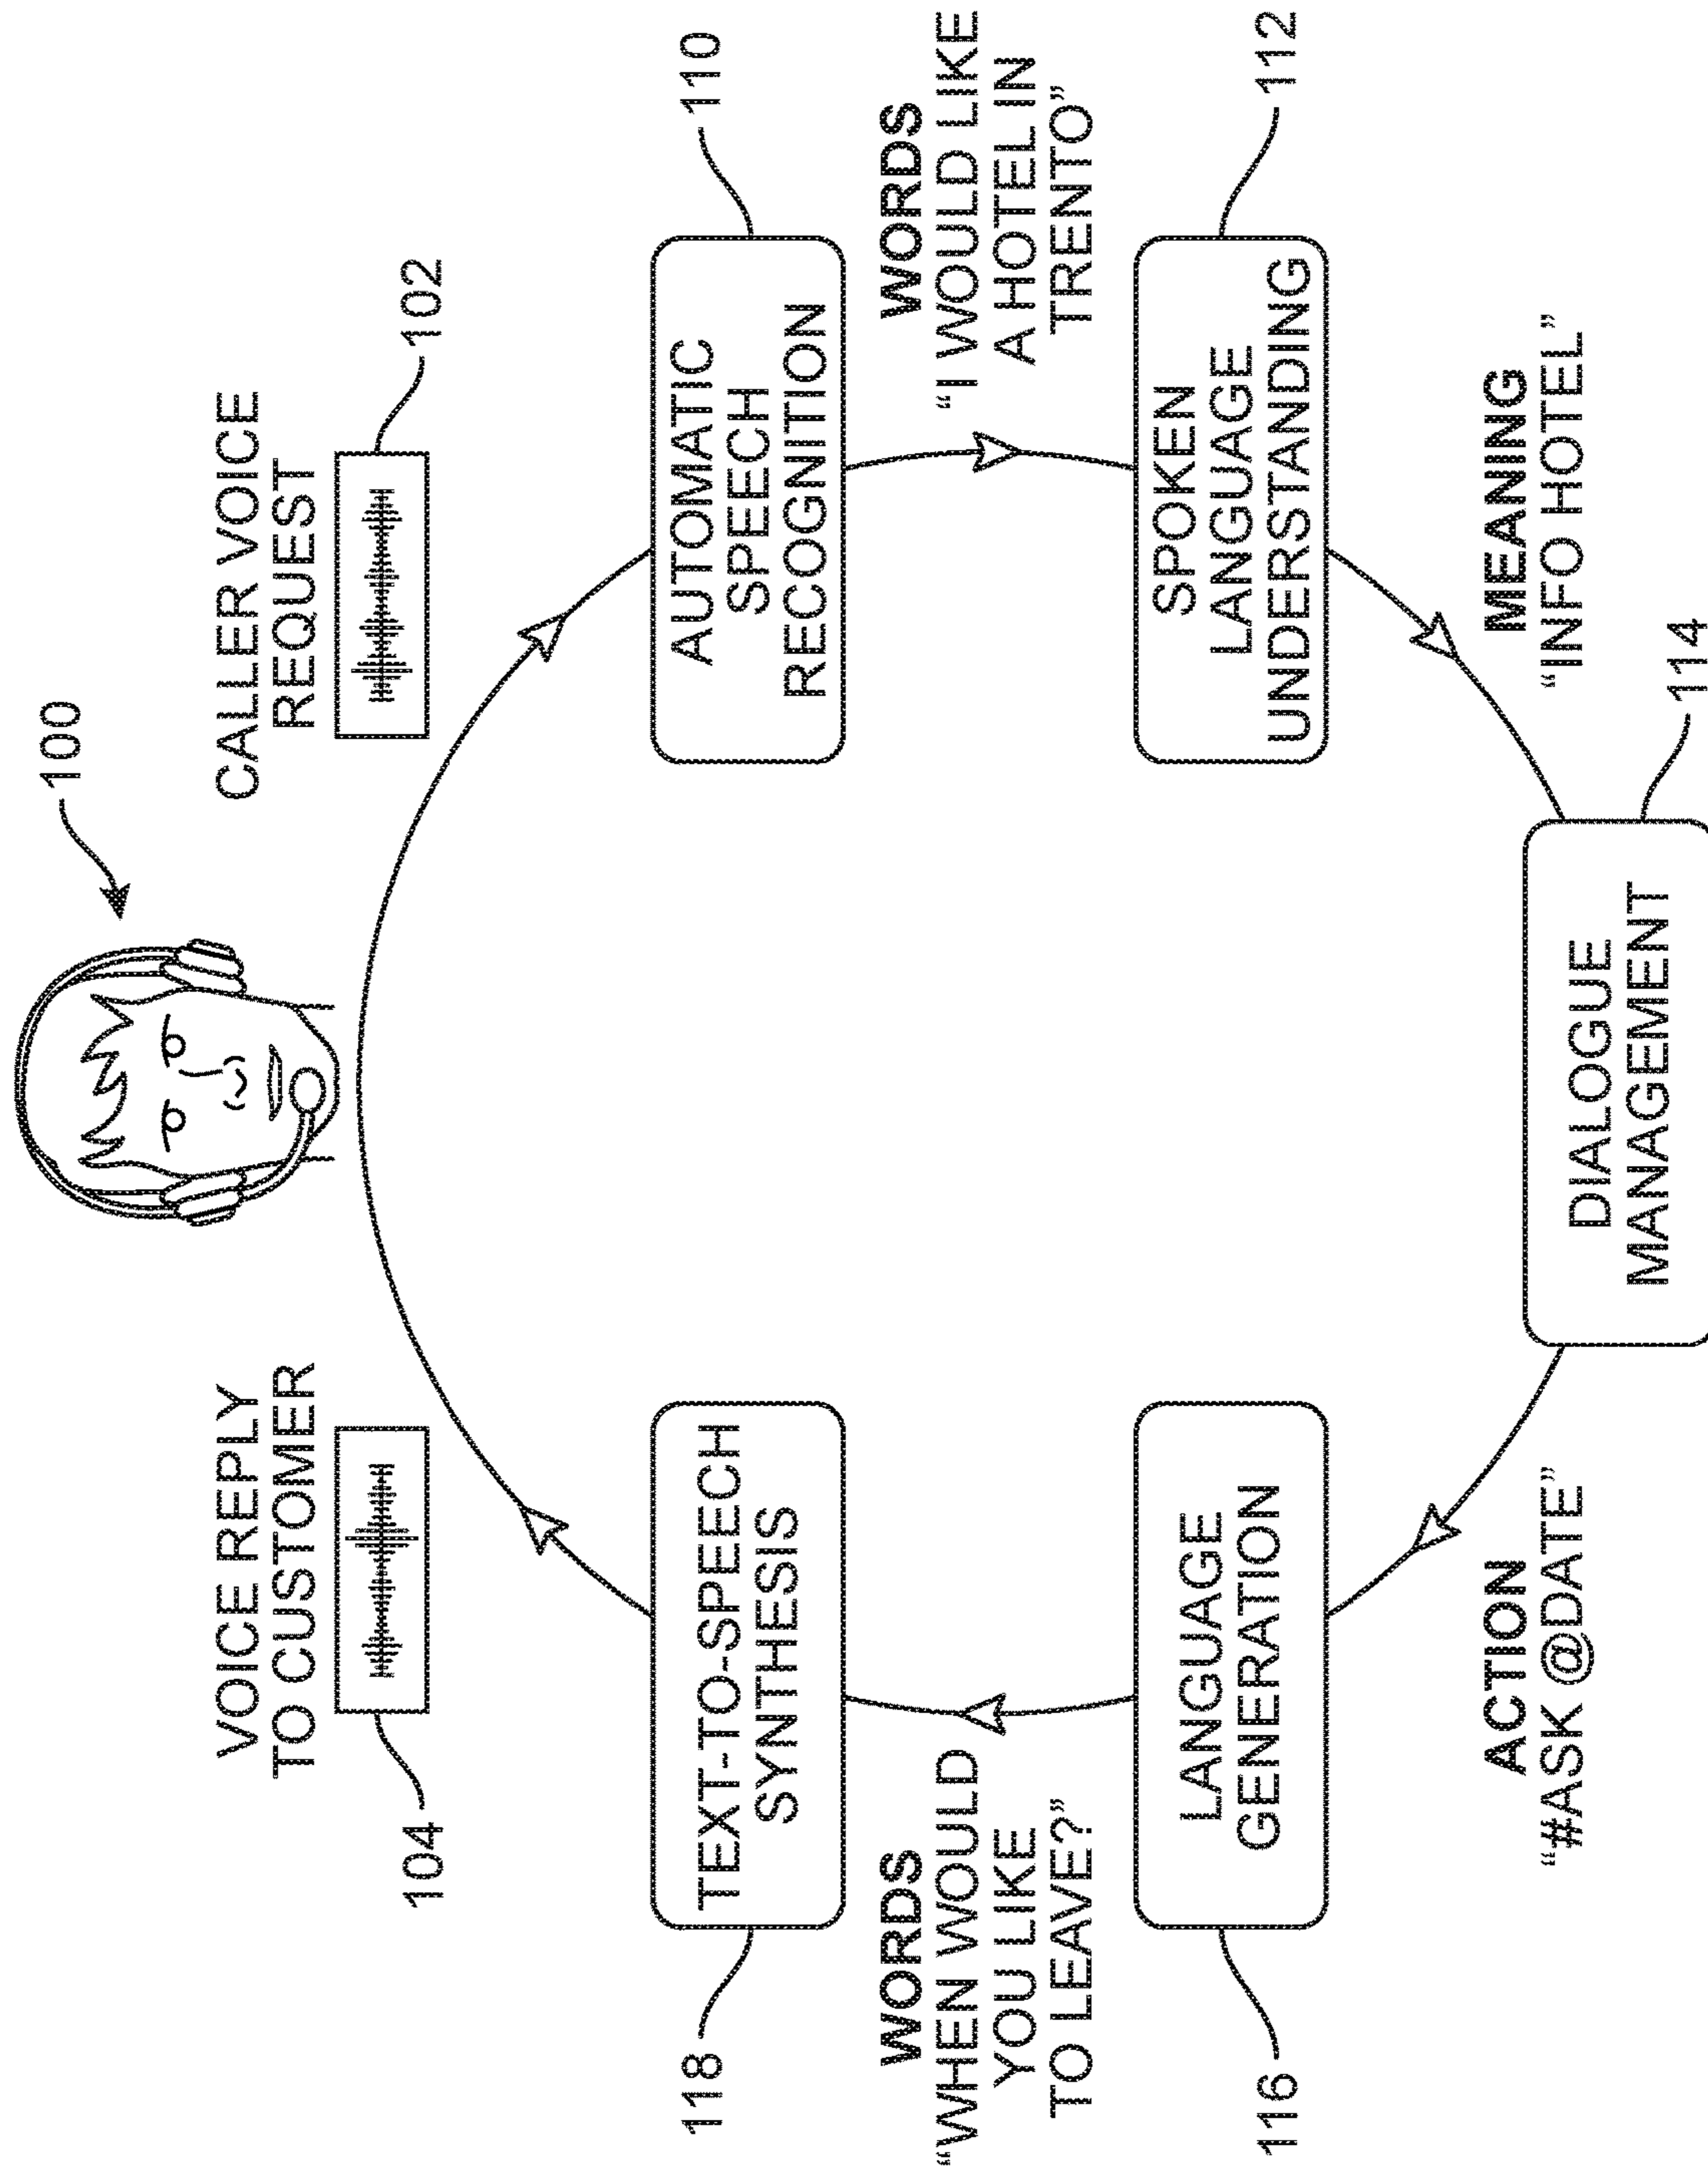 100
VOICE REPLY
TO CUSTOMER
104
CALLER VOICE
REQUEST
102
118
TEXT-TO-SPEECH
SYNTHESIS
AUTOMATIC
SPEECH
RECOGNITION
110
WORDS
“WHEN WOULD
YOU LIKE
TO LEAVE?”
WORDS
“I WOULD LIKE
A HOTEL IN
TRENTO”
116
LANGUAGE
GENERATION
SPOKEN
LANGUAGE
UNDERSTANDING
112
ACTION
“#ASK @DATE”
MEANING
“INFO HOTEL”
DIALOGUE
MANAGEMENT
114